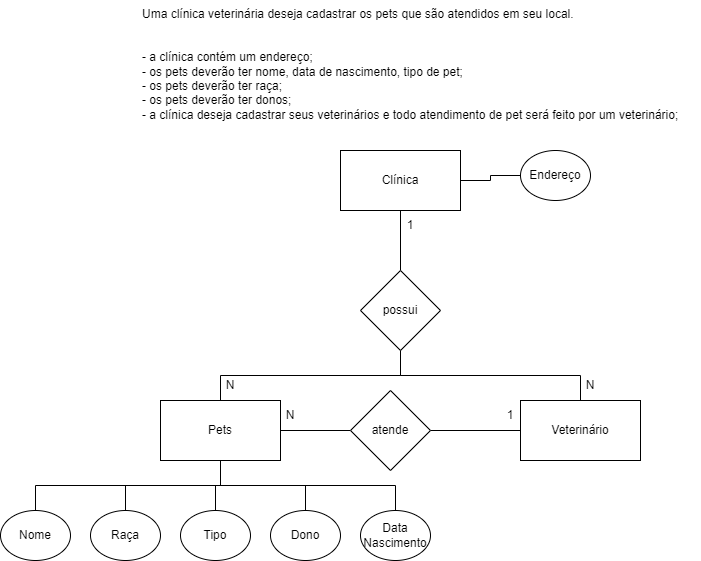 Uma clínica veterinária deseja cadastrar os pets que são atendidos em seu local.
- a clínica contém um endereço;
- os pets deverão ter nome, data de nascimento, tipo de pet;
- os pets deverão ter raça;
- os pets deverão ter donos;
- a clínica deseja cadastrar seus veterinários e todo atendimento de pet será feito por um veterinário;
Clínica
Endereço
1
possui
N
N
Pets
N
atende
1
Veterinário
Nome
Raça
Tipo
Dono
Data
Nascimento